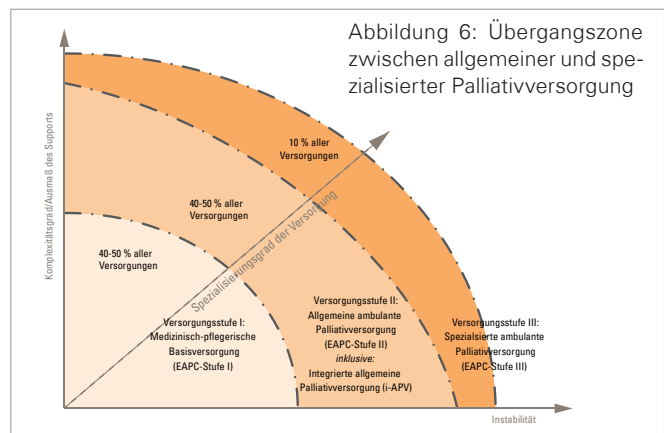 Abbildung 6: Übergangszone
zwischen allgemeiner und spe-
zialisierter Palliativversorgung
Komplexitätsgrad/Ausmaß des Supports
10 % aller
Versorgungen
40-50 % aller
Versorgungen
40-50 % aller
Versorgungen
Spezialisierungsgrad der Versorgung
Versorgungsstufe I:
Medizinisch-pflegerische
Basisversorgung
(EAPC-Stufe I)
Versorgungsstufe II:
Allgemeine ambulante
Palliativversorgung
(EAPC-Stufe II)
inklusive:
Integrierte allgemeine
Palliativversorgung (i-APV)
Versorgungsstufe III:
Spezialsierte ambulante
Palliativversorgung
(EAPC-Stufe III)
Instabilität